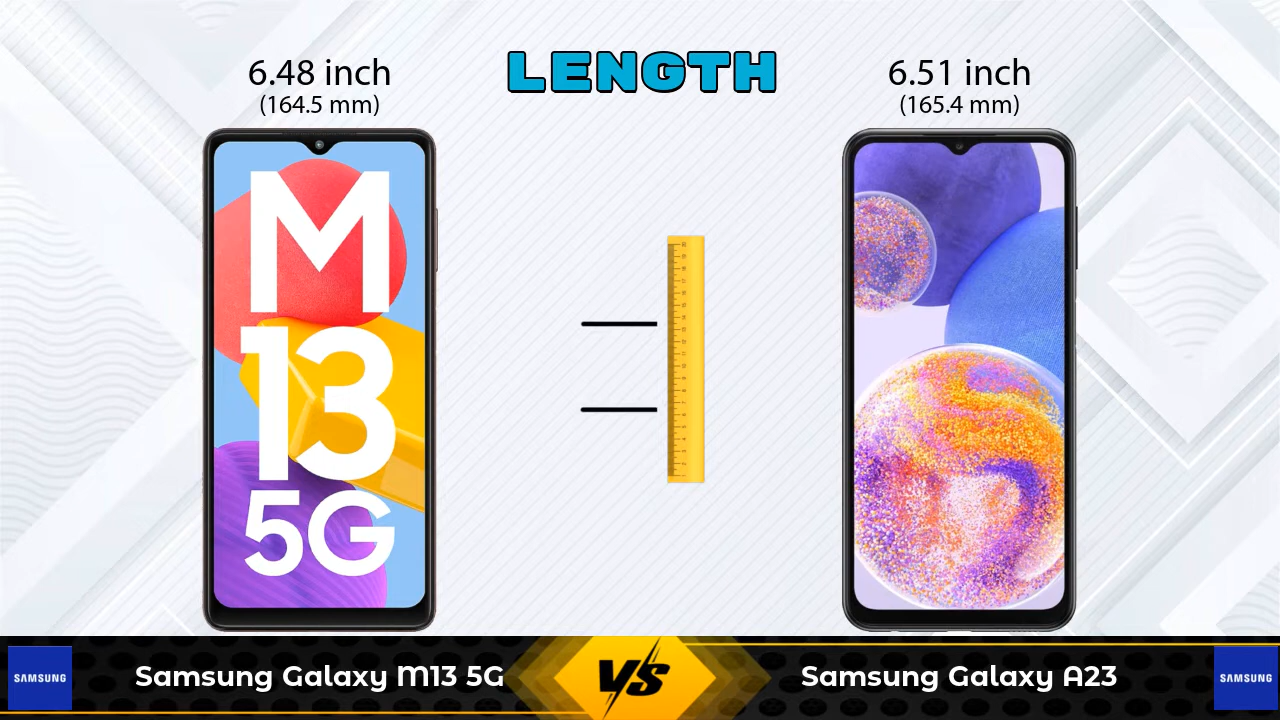 LENGTH
6.48 inch
(164.5 mm)
6.51 inch
(165.4 mm)
M
13
5G
SAMSUNG
Samsung Galaxy M13 5G
VS
Samsung Galaxy A23
SAMSUNG